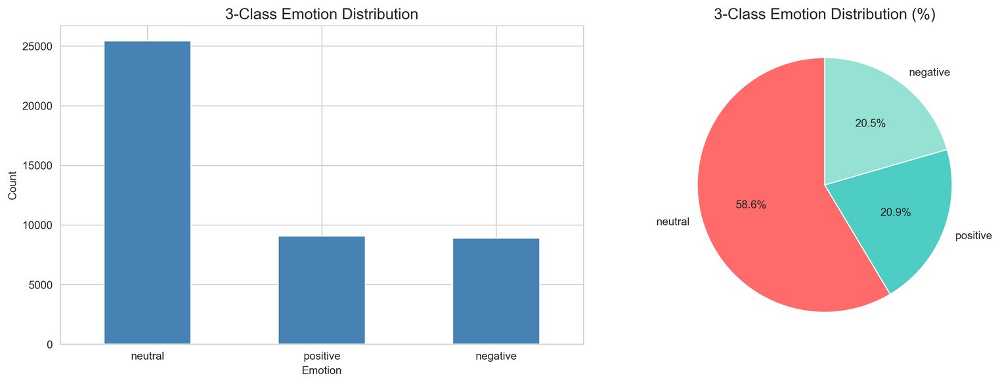 3-Class Emotion Distribution
25000
20000
15000
10000
5000
0
Count
neutral
positive
negative
Emotion
3-Class Emotion Distribution (%)
negative
20.5%
58.6%
20.9%
neutral
positive